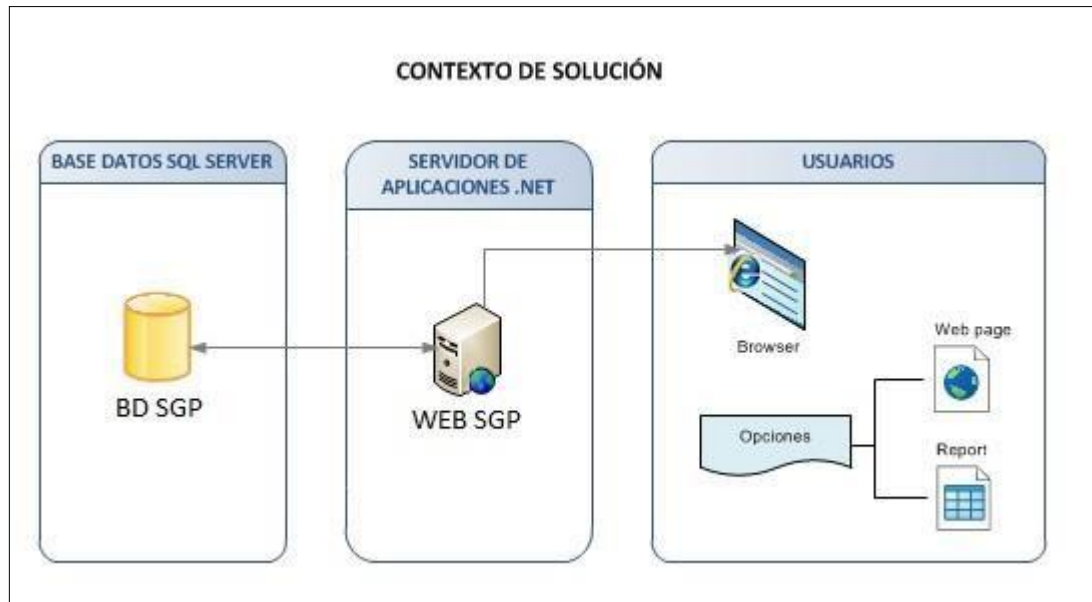 CONTEXTO DE SOLUCIÓN
BASE DATOS SQL SERVER
BD SGP
SERVIDOR DE
APLICACIONES .NET
WEB SGP
USUARIOS
Browser
Web page
Opciones
Report